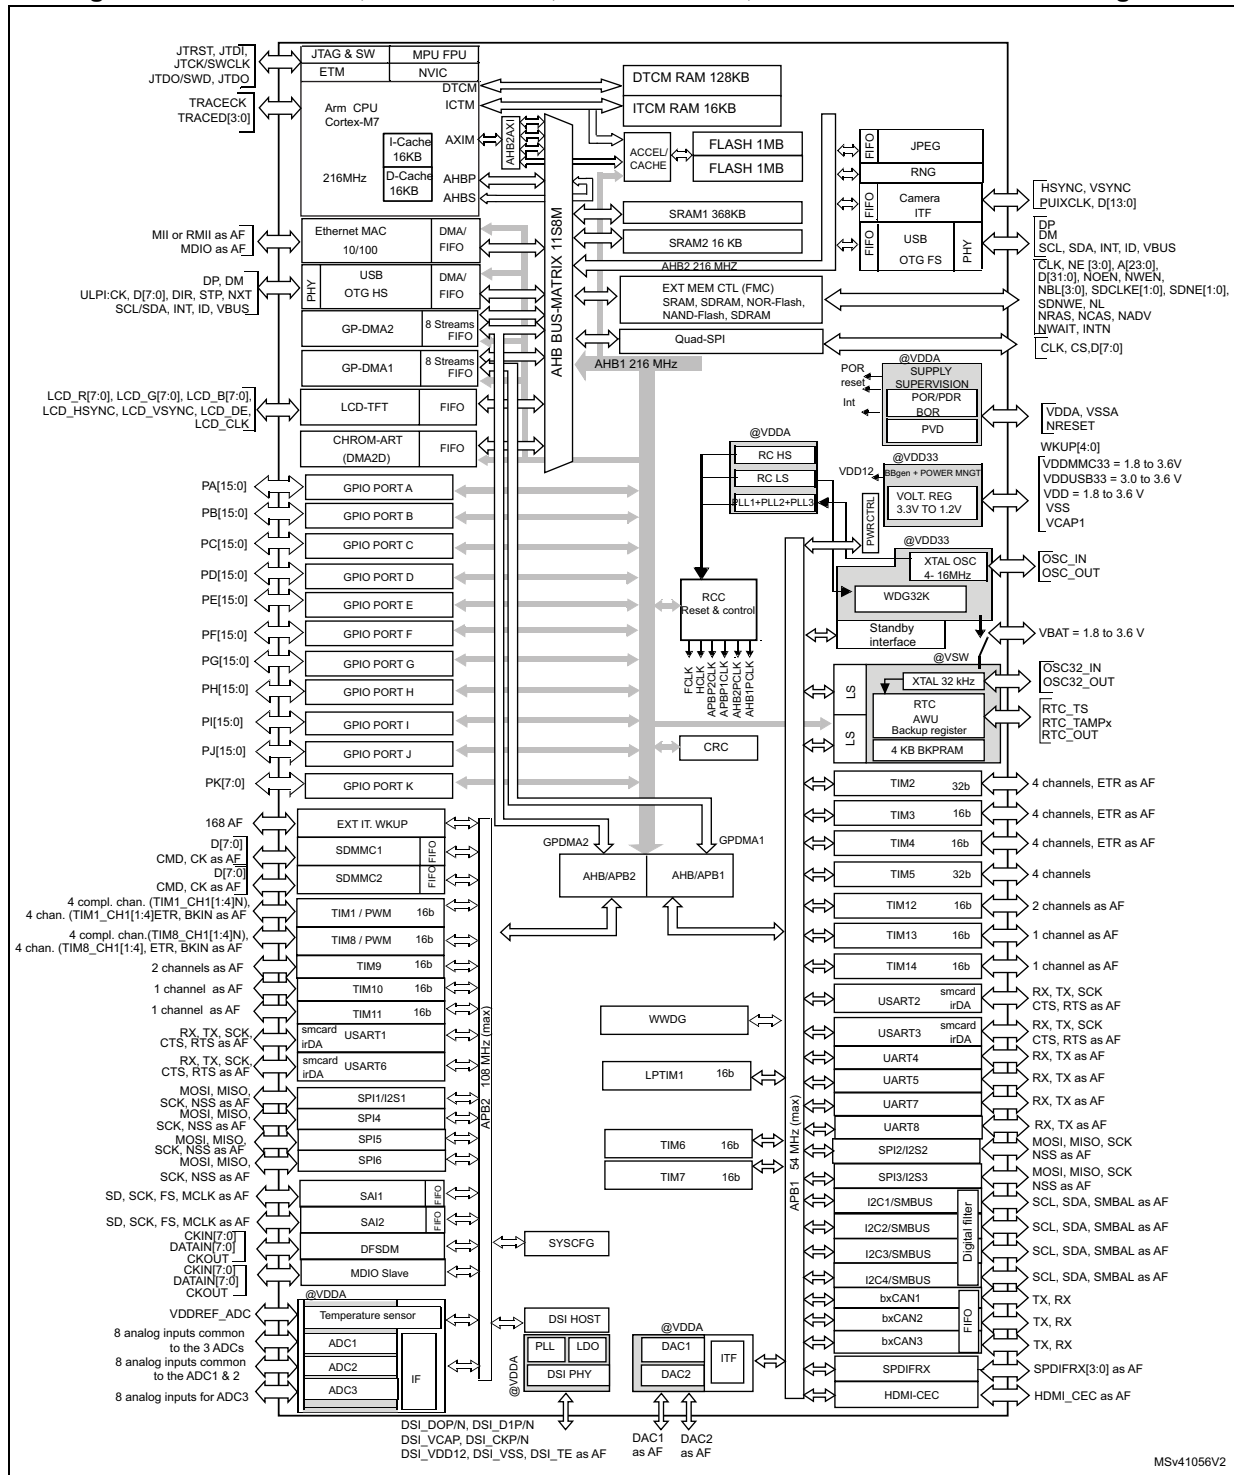 JTRST, JTDI,
JTCK/SWCLK
JTDO/SWD, JTDO
TRACECK
TRACED[3:0]
JTAG & SW
MPU FPU
ETM
NVIC
DTCM
ICTM
Arm CPU
Cortex-M7
AXIM
I-Cache
16KB
216MHz
D-Cache
16KB
AHBP
AHBS
AHB2AXI
DTCM RAM 128KB
ITCM RAM 16KB
ACCEL/
CACHE
FLASH 1MB
FLASH 1MB
SRAM1 368KB
SRAM2 16 KB
AHB2 216 MHZ
EXT MEM CTL (FMC)
SRAM, SDRAM, NOR-Flash,
NAND-Flash, SDRAM
Quad-SPI
AHB1 216 MHz
AHB BUS-MATRIX 11S8M
FIFO
JPEG
RNG
FIFO
Camera
ITF
FIFO
USB
OTG FS
PHY
HSYNC, VSYNC
PUIXCLK, D[13:0]
DP
DM
SCL, SDA, INT, ID, VBUS
CLK, NE [3:0], A[23:0],
D[31:0], NOEN, NWEN,
NBL[3:0], SDCLKE[1:0], SDNE[1:0],
SDNWE, NL
NRAS, NCAS, NADV
NWAIT, INTN
CLK, CS,D[7:0]
MII or RMII as AF
MDIO as AF
Ethernet MAC
10/100
DMA/
FIFO
DP, DM
ULPI:CK, D[7:0], DIR, STP, NXT
SCL/SDA, INT, ID, VBUS
PHY
USB
OTG HS
DMA/
FIFO
GP-DMA2
8 Streams
FIFO
GP-DMA1
8 Streams
FIFO
LCD_R[7:0], LCD_G[7:0], LCD_B[7:0],
LCD_HSYNC, LCD_VSYNC, LCD_DE,
LCD_CLK
LCD-TFT
FIFO
CHROM-ART
(DMA2D)
FIFO
PA[15:0]
GPIO PORT A
PB[15:0]
GPIO PORT B
PC[15:0]
GPIO PORT C
PD[15:0]
GPIO PORT D
PE[15:0]
GPIO PORT E
PF[15:0]
GPIO PORT F
PG[15:0]
GPIO PORT G
PH[15:0]
GPIO PORT H
PI[15:0]
GPIO PORT I
PJ[15:0]
GPIO PORT J
PK[7:0]
GPIO PORT K
@VDDA
POR
reset
Int
SUPPLY
SUPERVISION
POR/PDR
BOR
PVD
VDDA, VSSA
NRESET
WKUP[4:0]
@VDDA
RC HS
RC LS
PLL1+PLL2+PLL3
@VDD33
VDD12
BBgen + POWER MNGT
VOLT. REG
3.3V TO 1.2V
PWRCTRL
VDDMMC33 = 1.8 to 3.6V
VDDUSB33 = 3.0 to 3.6 V
VDD = 1.8 to 3.6 V
VSS
VCAP1
@VDD33
XTAL OSC
4- 16MHz
WDG32K
OSC_IN
OSC_OUT
Standby
interface
VBAT = 1.8 to 3.6 V
@VSW
LS
LS
XTAL 32 kHz
RTC
AWU
Backup register
4 KB BKPRAM
OSC32_IN
OSC32_OUT
RTC_TS
RTC_TAMPx
RTC_OUT
RCC
Reset & control
FCLK
HCLK
APBP2CLK
APBP1CLK
AHB2PCLK
AHB1PCLK
CRC
GPDMA2
GPDMA1
AHB/APB2
AHB/APB1
168 AF
EXT IT. WKUP
D[7:0]
CMD, CK as AF
SDMMC1
FIFO
D[7:0]
CMD, CK as AF
SDMMC2
FIFO
4 compl. chan. (TIM1_CH1[1:4]N),
4 chan. (TIM1_CH1[1:4]ETR, BKIN as AF
TIM1 / PWM 16b
4 compl. chan.(TIM8_CH1[1:4]N),
4 chan. (TIM8_CH1[1:4], ETR, BKIN as AF
TIM8 / PWM 16b
2 channels as AF
TIM9 16b
1 channel as AF
TIM10 16b
1 channel as AF
TIM11 16b
RX, TX, SCK,
CTS, RTS as AF
smcard
irDA
USART1
RX, TX, SCK,
CTS, RTS as AF
smcard
irDA
USART6
MOSI, MISO,
SCK, NSS as AF
SPI1/I2S1
MOSI, MISO,
SCK, NSS as AF
SPI4
MOSI, MISO,
SCK, NSS as AF
SPI5
MOSI, MISO,
SCK, NSS as AF
SPI6
SD, SCK, FS, MCLK as AF
SAI1
FIFO
SD, SCK, FS, MCLK as AF
SAI2
FIFO
CKIN[7:0]
DATAIN[7:0]
CKOUT
DFSDM
CKIN[7:0]
DATAIN[7:0]
CKOUT
MDIO Slave
@VDDA
VDDREF_ADC
Temperature sensor
8 analog inputs common
to the 3 ADCs
ADC1
8 analog inputs common
to the ADC1 & 2
ADC2
8 analog inputs for ADC3
ADC3
IF
APB2 108 MHz (max)
SYSCFG
DSI HOST
@VDDA
PLL
LDO
DSI PHY
DSI_DOP/N, DSI_D1P/N
DSI_VCAP, DSI_CKP/N
DSI_VDD12, DSI_VSS, DSI_TE as AF
@VDDA
DAC1
DAC2
ITF
DAC1
as AF
DAC2
as AF
WWDG
LPTIM1 16b
TIM6 16b
TIM7 16b
APB1 54 MHz (max)
TIM2 32b
4 channels, ETR as AF
TIM3 16b
4 channels, ETR as AF
TIM4 16b
4 channels, ETR as AF
TIM5 32b
4 channels
TIM12 16b
2 channels as AF
TIM13 16b
1 channel as AF
TIM14 16b
1 channel as AF
USART2
smcard
irDA
RX, TX, SCK
CTS, RTS as AF
USART3
smcard
irDA
RX, TX, SCK
CTS, RTS as AF
UART4
RX, TX as AF
UART5
RX, TX as AF
UART7
RX, TX as AF
UART8
RX, TX as AF
SPI2/I2S2
MOSI, MISO, SCK
NSS as AF
SPI3/I2S3
MOSI, MISO, SCK
NSS as AF
I2C1/SMBUS
SCL, SDA, SMBAL as AF
I2C2/SMBUS
SCL, SDA, SMBAL as AF
I2C3/SMBUS
SCL, SDA, SMBAL as AF
I2C4/SMBUS
SCL, SDA, SMBAL as AF
Digital filter
bxCAN1
TX, RX
bxCAN2
TX, RX
bxCAN3
TX, RX
FIFO
SPDIFRX
SPDIFRX[3:0] as AF
HDMI-CEC
HDMI_CEC as AF
MSv41056V2